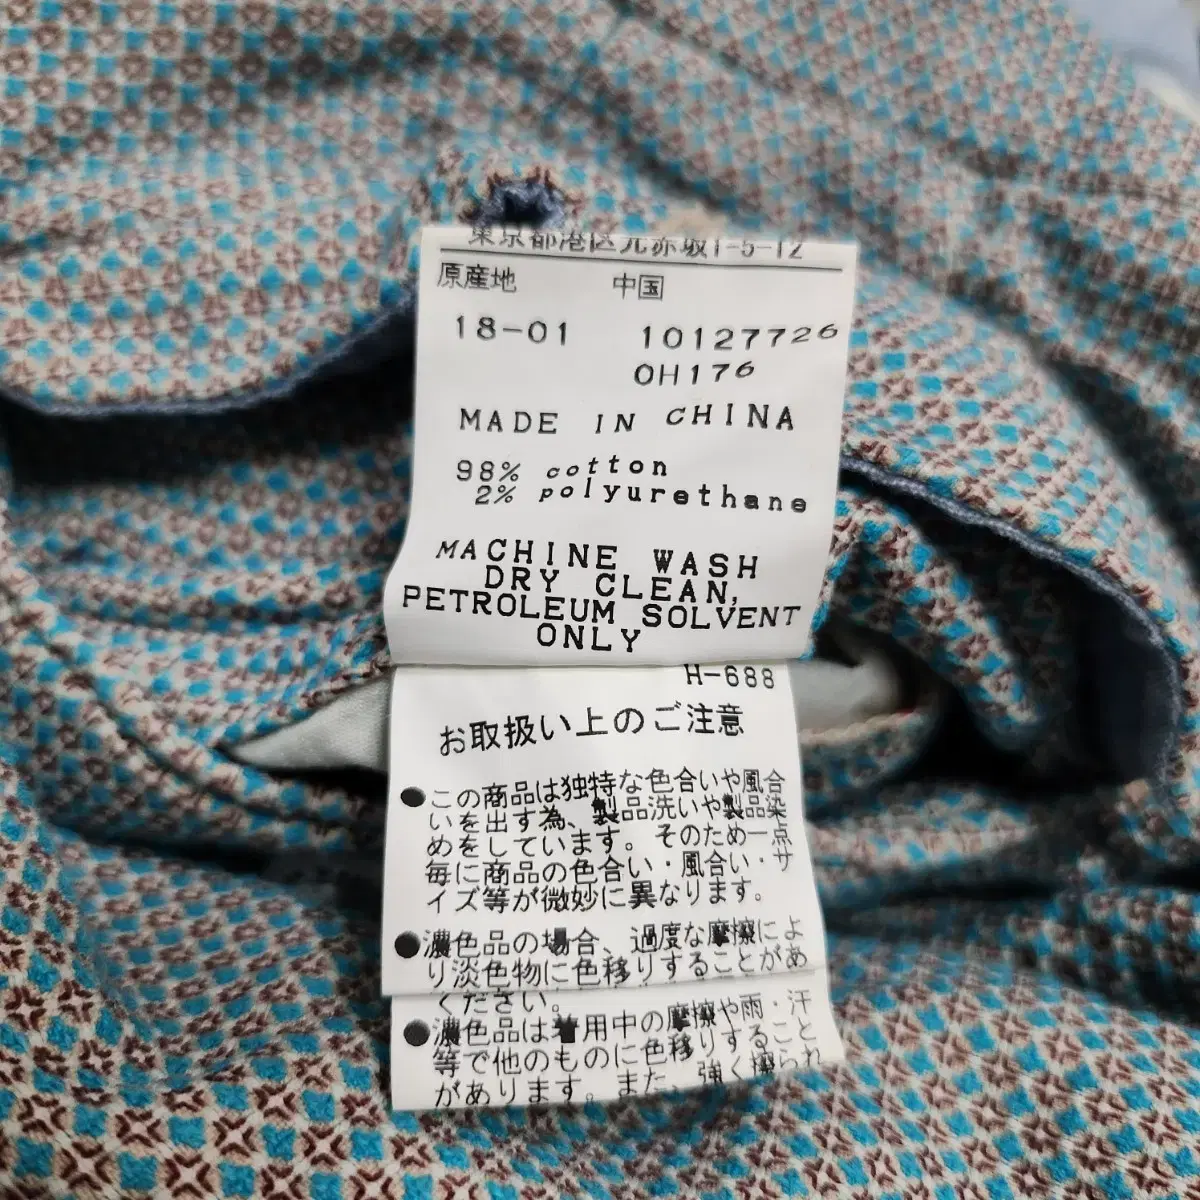 東京都港区元赤坂1-5-12
原産地 中国
18-01 10127726
0H176
MADE IN CHINA
98% cotton
2% polyurethane
MACHINE WASH
DRY CLEAN,
PETROLEUM SOLVENT
ONLY
H-688
お取扱い上のご注意
●この商品は独特な色合いや風合
いを出す為、製品洗いや製品染
めをしています。そのため一点
毎に商品の色合い・風合い・サ
イズ等が微妙に異なります。
●濃色品の場合、過度な摩擦によ
り淡色物に色移りすることがあ
ください。
●濃色品は着用中の摩擦や雨・汗
等で他のものに色移りすること
があります。また、強く擦られ